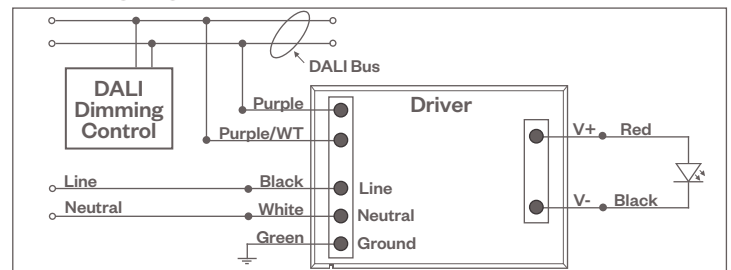 DALI Bus
DALI
Dimming
Control
Driver
Purple
Purple/WT
V+ Red
Line Black Line
Neutral White Neutral
V- Black
Green Ground